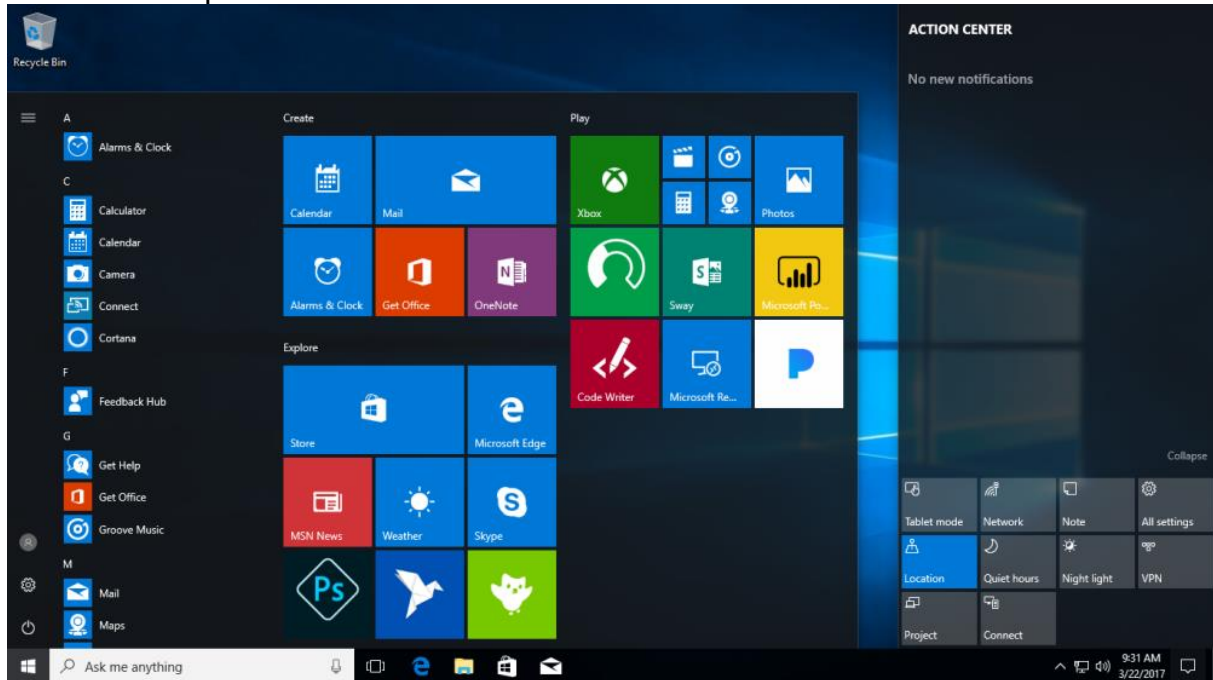 Recycle Bin
A
Alarms & Clock
C
Calculator
Calendar
Camera
Connect
Cortana
F
Feedback Hub
G
Get Help
Get Office
Groove Music
M
Mail
Maps
Create
Calendar
Mail
Alarms & Clock
Get Office
N
OneNote
Explore
Store
Microsoft Edge
MSN News
Weather
S
Skype
Ps
Play
Xbox
Photos
S
Sway
Microsoft Po...
Code Writer
Microsoft Re...
ACTION CENTER
No new notifications
Collapse
Tablet mode
Network
Note
All settings
Location
Quiet hours
Night light
VPN
Project
Connect
Ask me anything
9:31 AM
3/22/2017